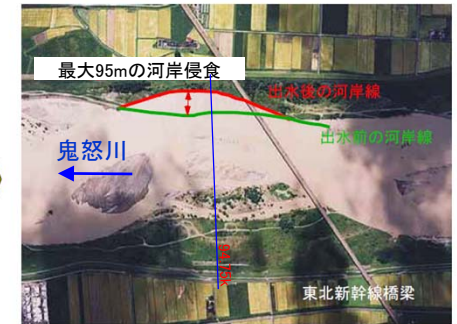 最大95mの河岸侵食
出水後の河岸線
出水前の河岸線
鬼怒川
東北新幹線橋梁